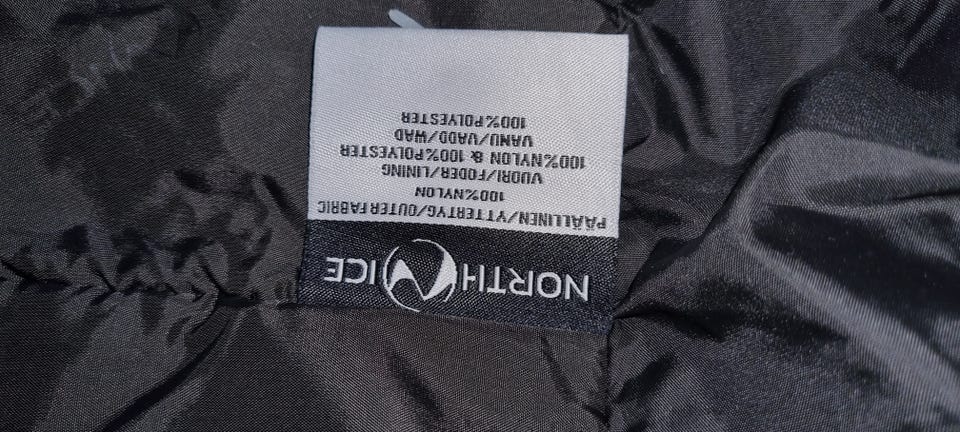 NORTH N ICE
PÄÄLLINEN/YTTERTYG/OUTER FABRIC
100%NYLON
VUORI/FODER/LINING
100%NYLON & 100%POLYESTER
VANU/VADD/WAD
100%POLYESTER